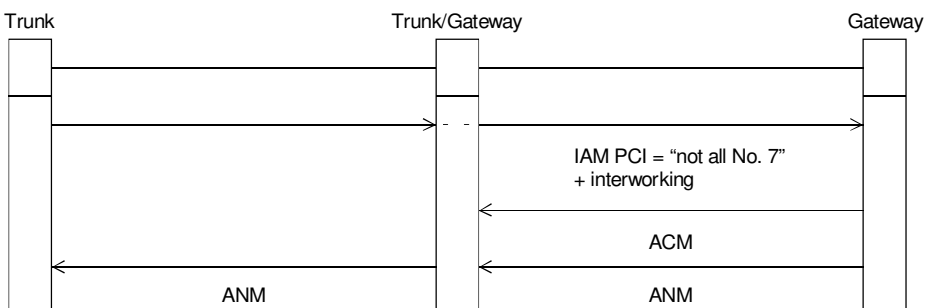 Trunk
Trunk/Gateway
Gateway
IAM PCI = “not all No. 7”
+ interworking
ACM
ANM
ANM